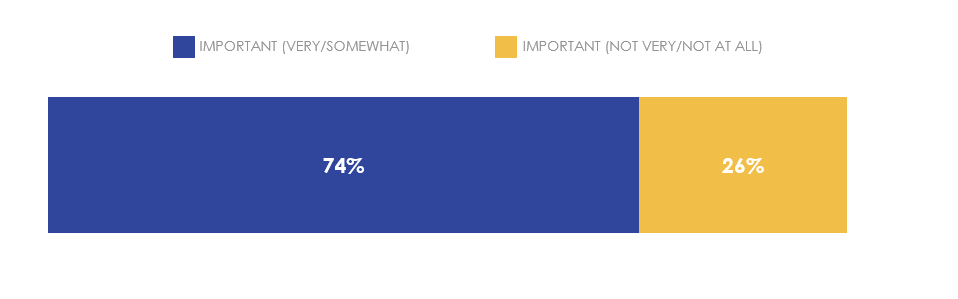 IMPORTANT (VERY/SOMEWHAT) IMPORTANT (NOT VERY/NOT AT ALL)
74% 26%